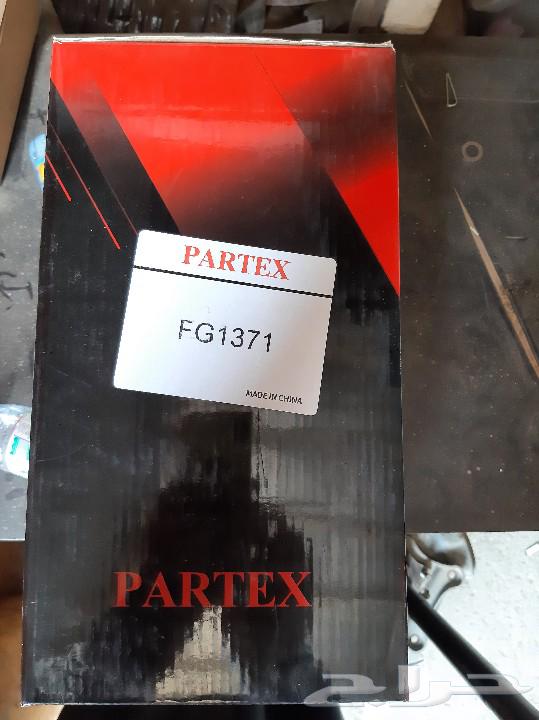 PARTEX
FG1371
MADE IN CHINA
PARTEX
حراج